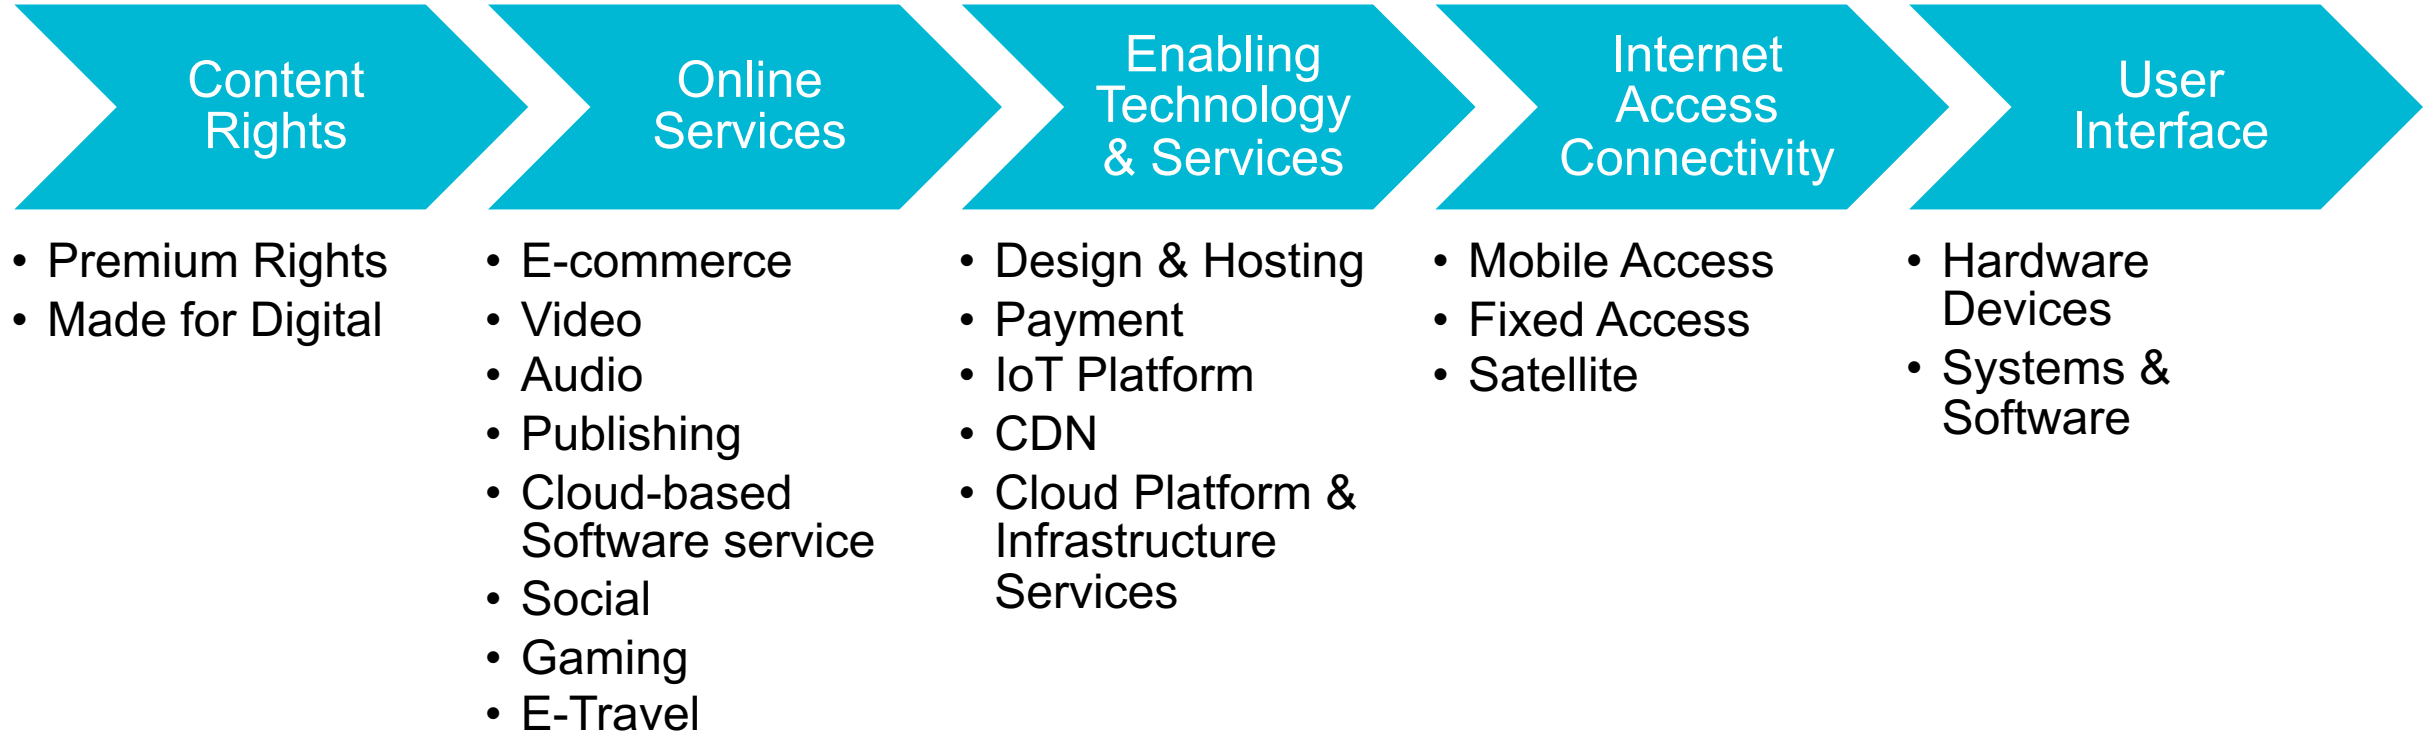 Content
Rights
Online
Services
Enabling
Technology
& Services
Internet
Access
Connectivity
User
Interface
• Premium Rights
• Made for Digital
• E-commerce
• Video
• Audio
• Publishing
• Cloud-based
Software service
• Social
• Gaming
• E-Travel
• Design & Hosting
• Payment
• IoT Platform
• CDN
• Cloud Platform &
Infrastructure
Services
• Mobile Access
• Fixed Access
• Satellite
• Hardware
Devices
• Systems &
Software